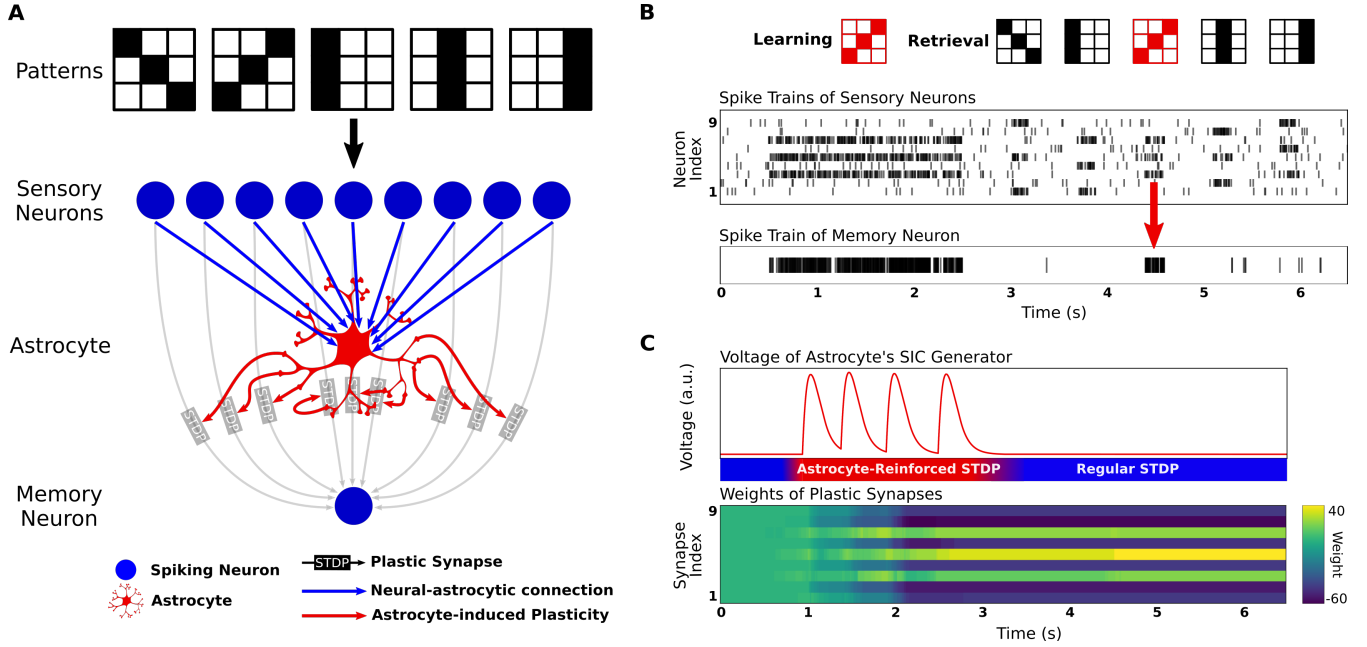 A
Patterns
Sensory
Neurons
Astrocyte
STDP
STDP
STDP
STDP
STDP
STDP
STDP
STDP
STDP
Memory
Neuron
Spiking Neuron
Astrocyte
STDP
Plastic Synapse
Neural-astrocytic connection
Astrocyte-induced Plasticity
B
Learning
Retrieval
Spike Trains of Sensory Neurons
Neuron
Index
9
1
Spike Train of Memory Neuron
0 1 2 3 4 5 6
Time (s)
C
Voltage of Astrocyte's SIC Generator
Voltage (a.u.)
Astrocyte-Reinforced STDP
Regular STDP
Weights of Plastic Synapses
Synapse
Index
9
1
0 1 2 3 4 5 6
Time (s)
40
Weight
-60